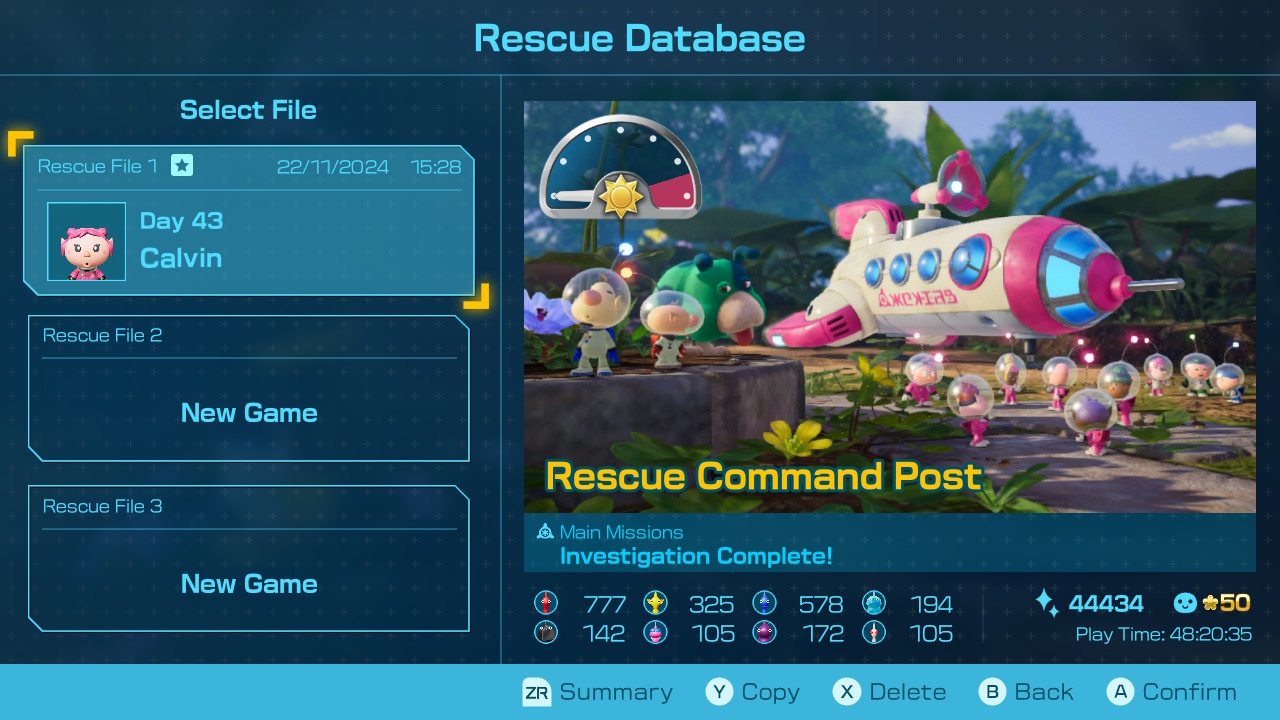 Rescue Database
Select File
Rescue File 1 22/11/2024 15:28
Day 43
Calvin
Rescue File 2
New Game
Rescue File 3
New Game
Rescue Command Post
Main Missions
Investigation Complete!
777 325 578 194
142 105 172 105
44434 50
Play Time: 48:20:35
ZR Summary Y Copy X Delete B Back A Confirm